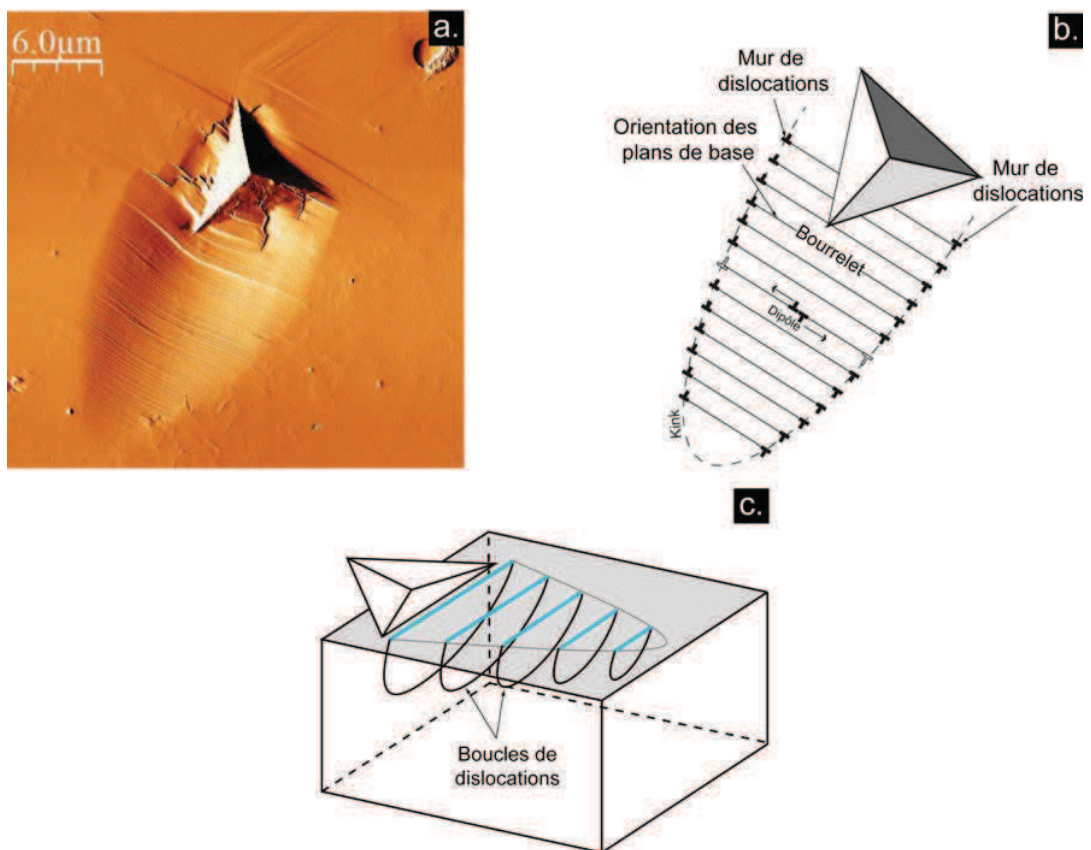 6.0µm
a.
b.
Mur de
dislocations
Orientation des
plans de base
Mur de
dislocations
Bourrelet
Dipôle
Kink
c.
Boucles de
dislocations